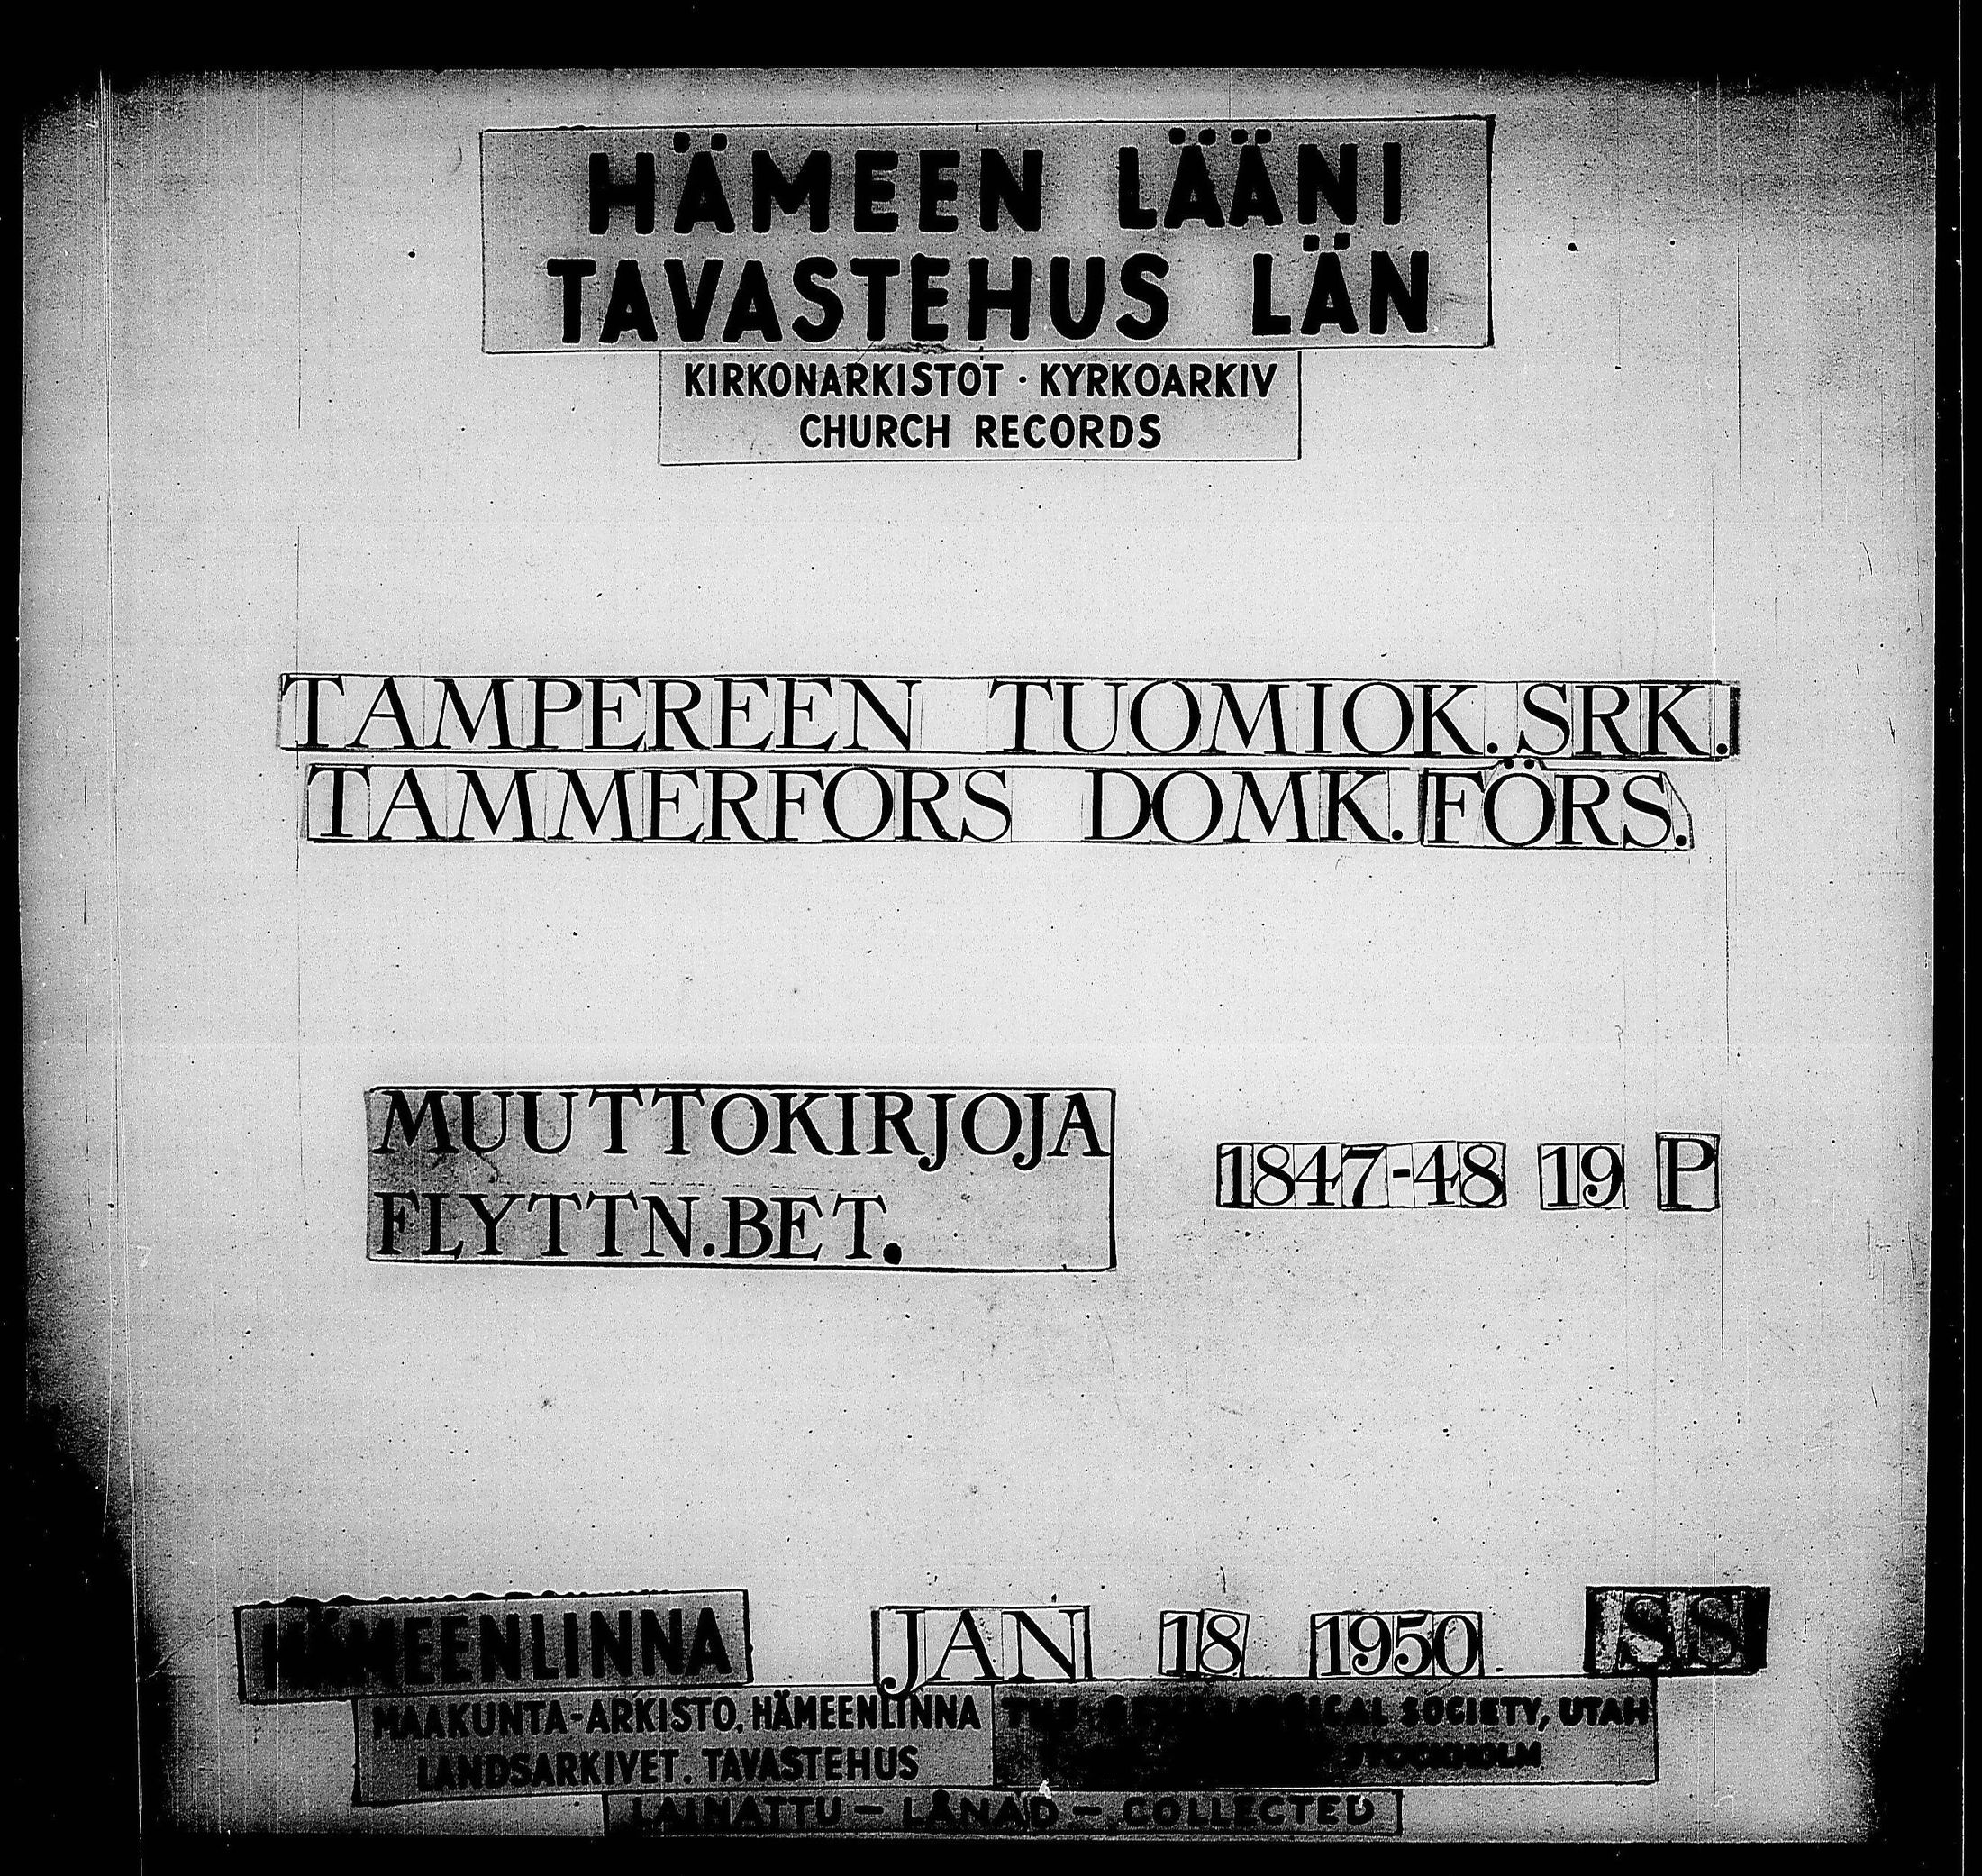 HÄMEEN LÄÄNI
TAVASTEHUS LÄN
KIRKONARKISTOT · KYRKOARKIV
CHURCH RECORDS
TAMPEREEN TUOMIOK. SRK.
TAMMERFORS DOMK. FÖRS.
MUUTTOKIRJOJA
FLYTTN. BET.
1847-48 19 P
HÄMEENLINNA JAN 18 1950 SS
MAAKUNTA-ARKISTO, HÄMEENLINNA
LANDSARKIVET. TAVASTEHUS
SOCIETY, UTAH
STOCKHOLM
LAINATTU – LÅNAD – COLLECTED